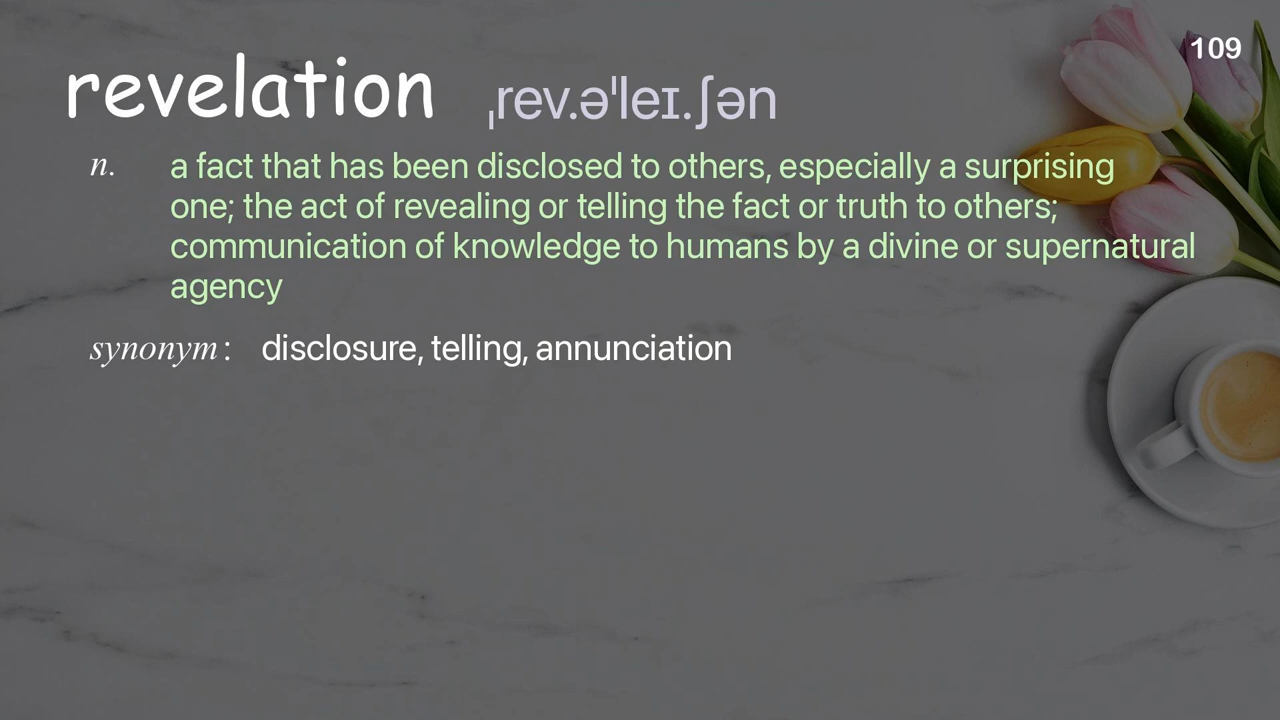 109
revelation ˌrev.əˈleɪ.ʃən
n. a fact that has been disclosed to others, especially a surprising
one; the act of revealing or telling the fact or truth to others;
communication of knowledge to humans by a divine or supernatural
agency
synonym : disclosure, telling, annunciation